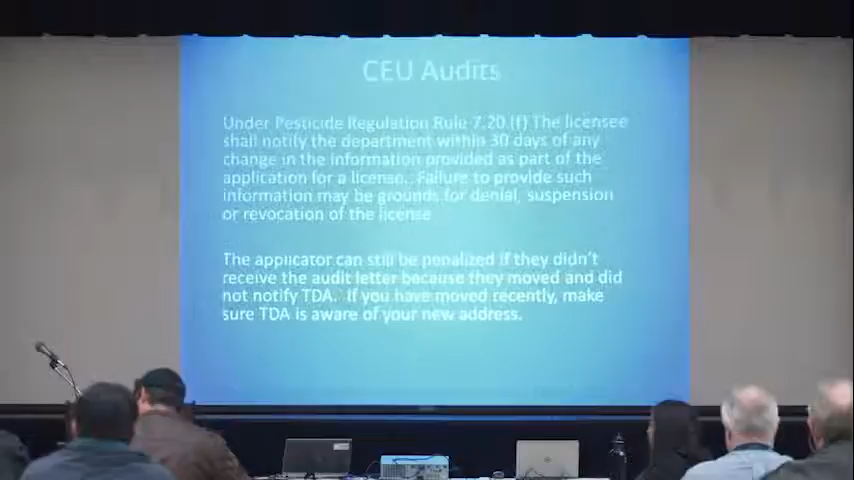 CEU Audits
Under Pesticide Regulation Rule 7.20 (f) The licensee
shall notify the department within 30 days of any
change in the information provided as part of the
application for a license. Failure to provide such
information may be grounds for denial, suspension
or revocation of the license
The applicator can still be penalized if they didn't
receive the audit letter because they moved and did
not notify TDA. If you have moved recently, make
sure TDA is aware of your new address.